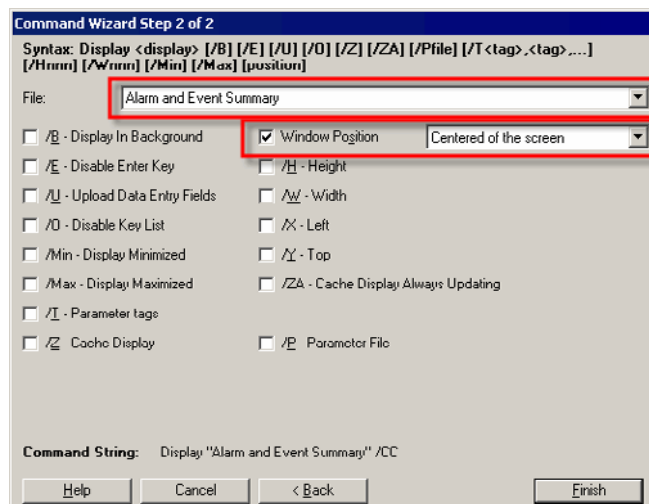 Command Wizard Step 2 of 2
Syntax: Display <display> [/B] [/E] [/U] [/O] [/Z] [/ZA] [/Pfile] [/T<tag>,<tag>,...]
[/Hnnn] [/Wnnn] [/Min] [/Max] [position]
File: Alarm and Event Summary
/B - Display In Background
Window Position Centered of the screen
/E - Disable Enter Key
/H - Height
/U - Upload Data Entry Fields
/W - Width
/O - Disable Key List
/X - Left
/Min - Display Minimized
/Y - Top
/Max - Display Maximized
/ZA - Cache Display Always Updating
/T - Parameter tags
/Z Cache Display
/P Parameter File
Command String: Display "Alarm and Event Summary" /CC
Help Cancel < Back Finish